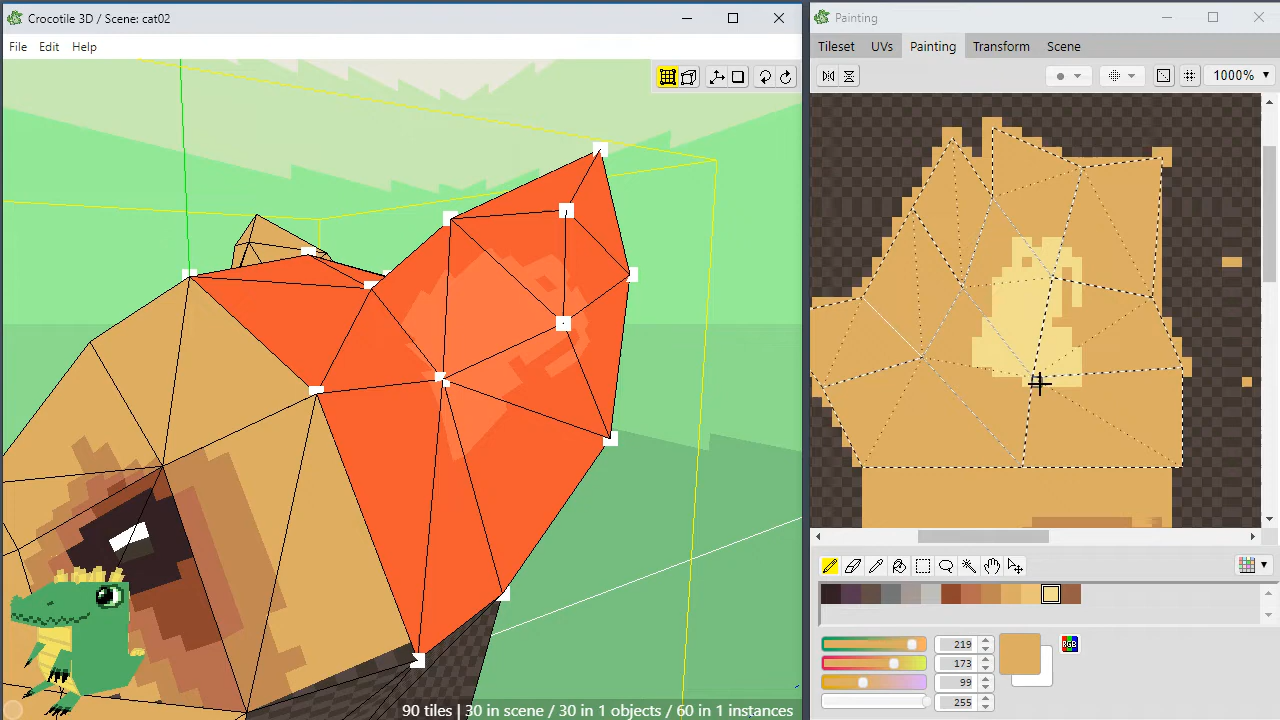 Crocotile 3D / Scene: cat02
File Edit Help
90 tiles | 30 in scene / 30 in 1 objects / 60 in 1 instances
Painting
Tileset UVs Painting Transform Scene
1000%
219
173
99
255
RGB